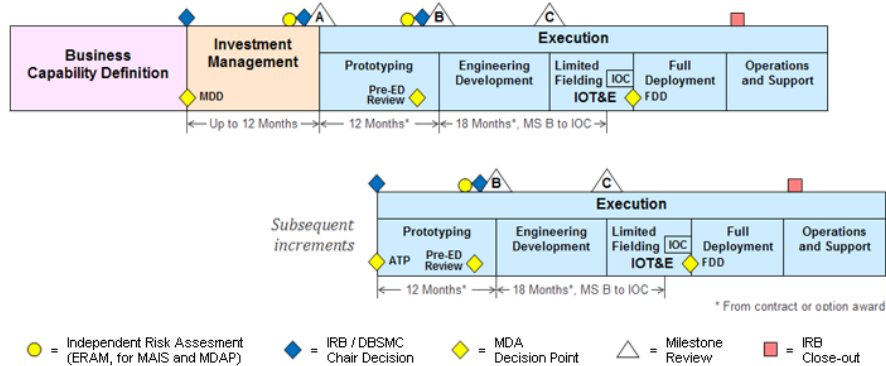 A
B
C
Business
Capability Definition
Investment
Management
MDD
Execution
Prototyping
Pre-ED
Review
Engineering
Development
Limited
Fielding
IOC
IOT&E
Full
Deployment
FDD
Operations
and Support
Up to 12 Months
12 Months*
18 Months*, MS B to IOC
Subsequent
increments
B
C
Execution
Prototyping
ATP
Pre-ED
Review
Engineering
Development
Limited
Fielding
IOC
IOT&E
Full
Deployment
FDD
Operations
and Support
12 Months*
18 Months*, MS B to IOC
* From contract or option award
= Independent Risk Assesment
(ERAM, for MAIS and MDAP)
= IRB / DBSMC
Chair Decision
= MDA
Decision Point
= Milestone
Review
= IRB
Close-out